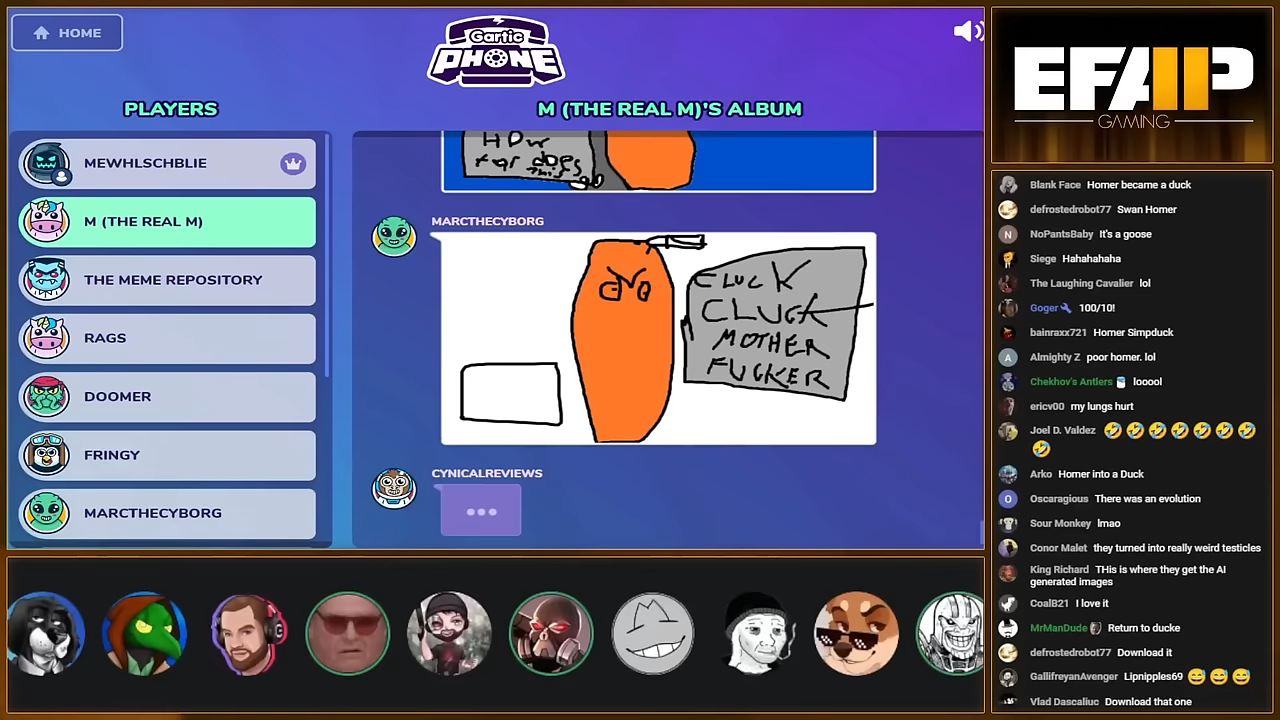 HOME
Gartic
PHONE
PLAYERS
M (THE REAL M)'S ALBUM
MEWHLSCHBLIE
M (THE REAL M)
THE MEME REPOSITORY
RAGS
DOOMER
FRINGY
MARCTHECYBORG
HOW
far does
this
MARCTHECYBORG
CLUCK
CLUCK
MOTHER
FUCKER
CYNICALREVIEWS
EFAP
GAMING
Blank Face Homer became a duck
defrostedrobot77 Swan Homer
NoPantsBaby It's a goose
Siege Hahahahaha
The Laughing Cavalier lol
Goger🔧 100/10!
bainraxx721 Homer Simpduck
Almighty Z poor homer. lol
Chekhov's Antlers looool
ericv00 my lungs hurt
Joel D. Valdez 🤣🤣🤣🤣🤣🤣🤣
🤣
Arko Homer into a Duck
Oscaragious There was an evolution
Sour Monkey lmao
Conor Malet they turned into really weird testicles
King Richard THis is where they get the AI
generated images
CoalB21 I love it
MrManDude Return to ducke
defrostedrobot77 Download it
GallifreyanAvenger Lipnipples69 😅😅😅
Vlad Dascaliuc Download that one